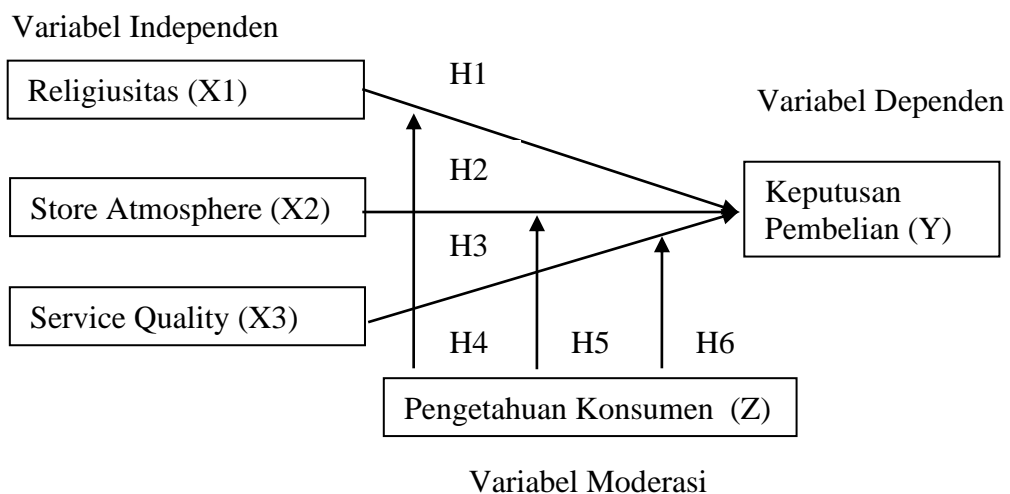 Variabel Independen
Religiusitas (X1)
H1
Variabel Dependen
H2
Store Atmosphere (X2)
Keputusan
Pembelian (Y)
H3
Service Quality (X3)
H4
H5
H6
Pengetahuan Konsumen (Z)
Variabel Moderasi